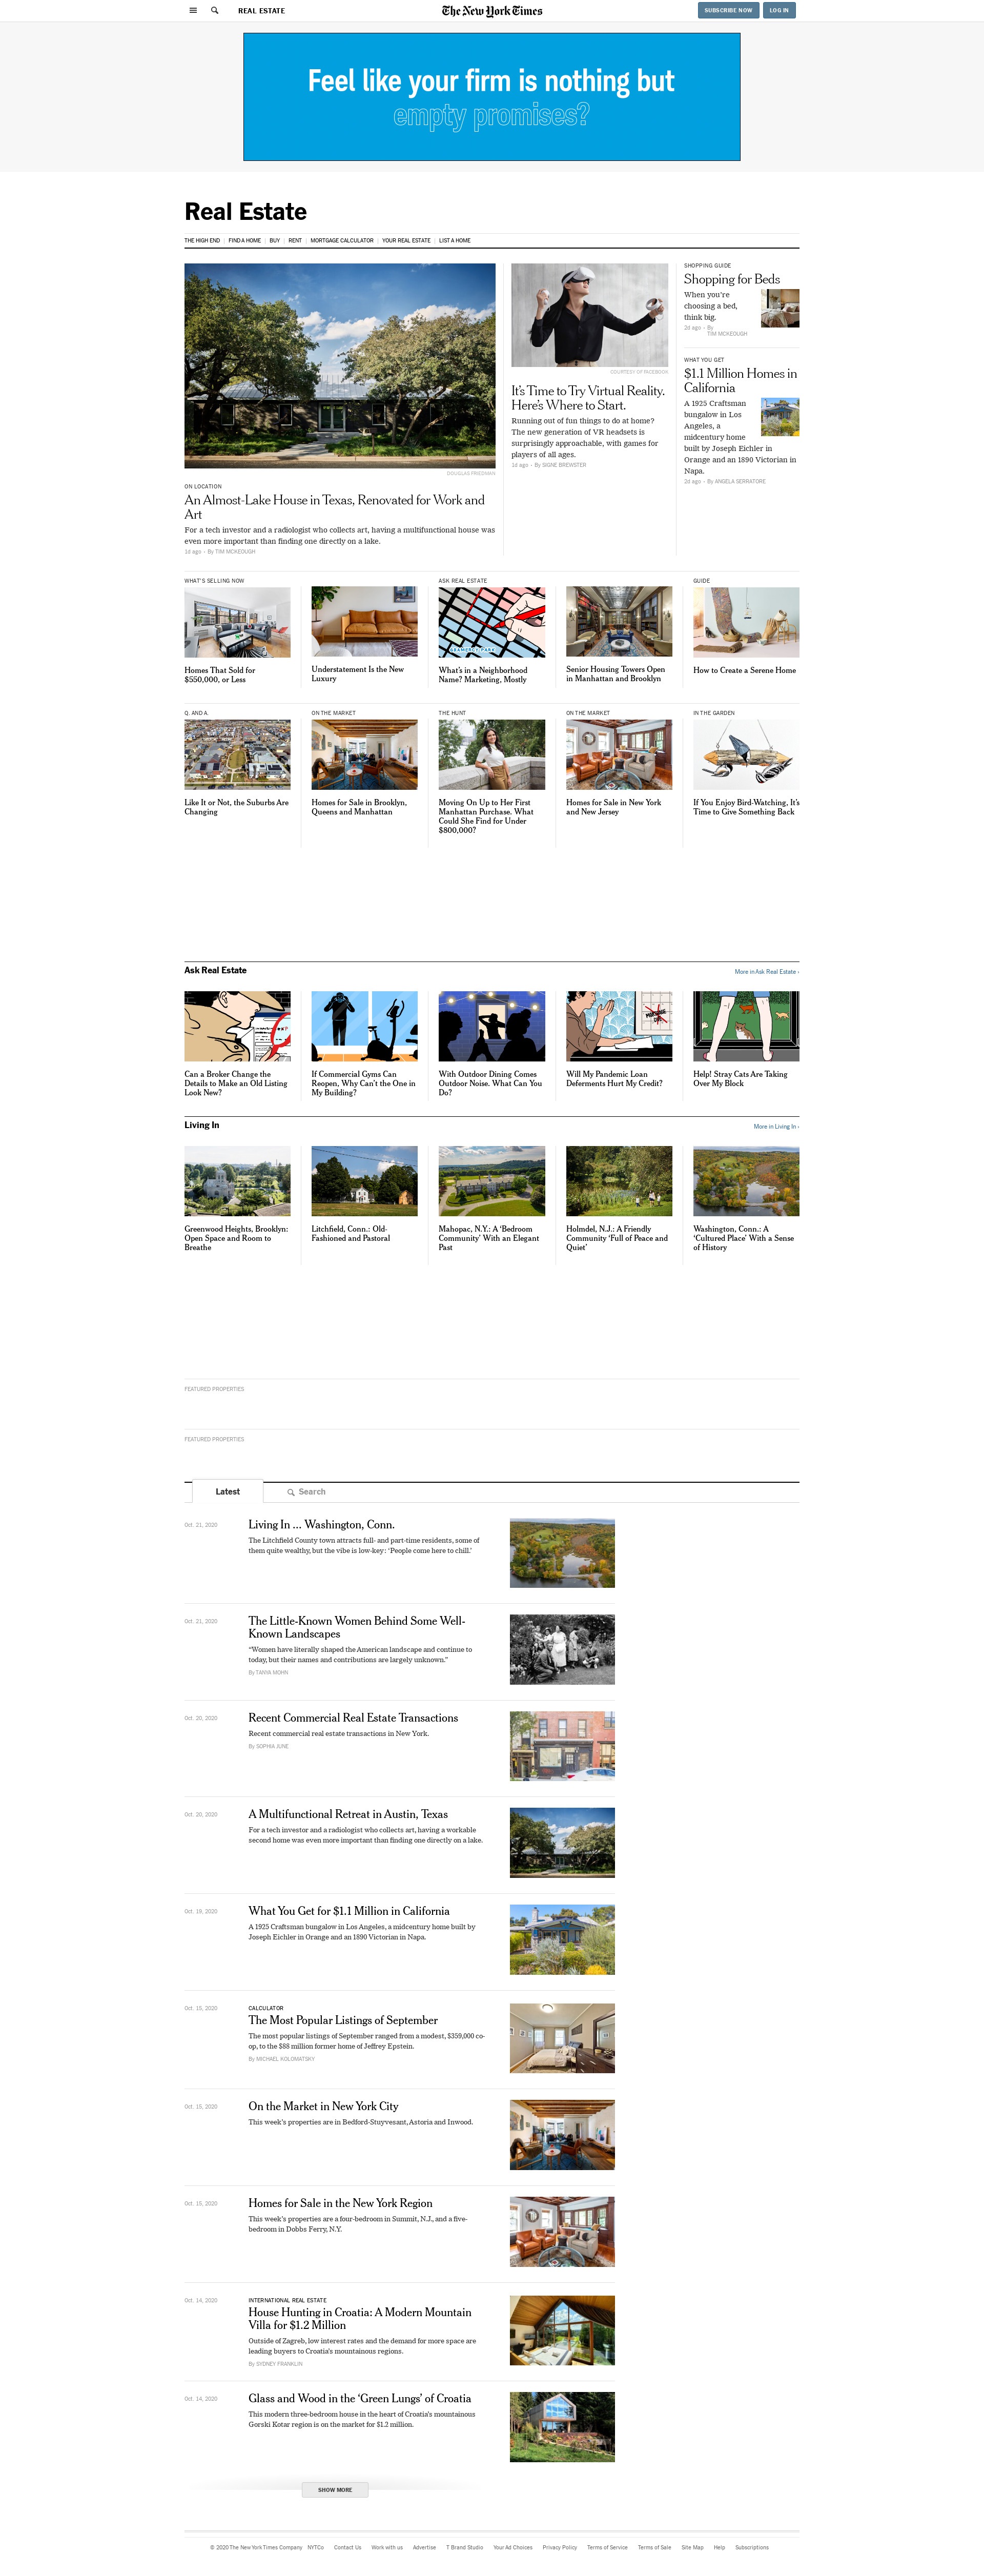 REAL ESTATE
The New York Times
SUBSCRIBE NOW
LOG IN
Feel like your firm is nothing but
empty promises?
Real Estate
THE HIGH END
FIND A HOME
BUY
RENT
MORTGAGE CALCULATOR
YOUR REAL ESTATE
LIST A HOME
DOUGLAS FRIEDMAN
ON LOCATION
An Almost-Lake House in Texas, Renovated for Work and
Art
For a tech investor and a radiologist who collects art, having a multifunctional house was
even more important than finding one directly on a lake.
1d ago - By TIM MCKEOUGH
COURTESY OF FACEBOOK
It’s Time to Try Virtual Reality.
Here’s Where to Start.
Running out of fun things to do at home?
The new generation of VR headsets is
surprisingly approachable, with games for
players of all ages.
1d ago - By SIGNE BREWSTER
SHOPPING GUIDE
Shopping for Beds
When you’re
choosing a bed,
think big.
2d ago - By
TIM MCKEOUGH
WHAT YOU GET
$1.1 Million Homes in
California
A 1925 Craftsman
bungalow in Los
Angeles, a
midcentury home
built by Joseph Eichler in
Orange and an 1890 Victorian in
Napa.
2d ago - By ANGELA SERRATORE
WHAT'S SELLING NOW
Homes That Sold for
$550,000, or Less
Understatement Is the New
Luxury
ASK REAL ESTATE
GRAMERCY PARK
What’s in a Neighborhood
Name? Marketing, Mostly
Senior Housing Towers Open
in Manhattan and Brooklyn
GUIDE
How to Create a Serene Home
Q. AND A.
Like It or Not, the Suburbs Are
Changing
ON THE MARKET
Homes for Sale in Brooklyn,
Queens and Manhattan
THE HUNT
Moving On Up to Her First
Manhattan Purchase. What
Could She Find for Under
$800,000?
ON THE MARKET
Homes for Sale in New York
and New Jersey
IN THE GARDEN
If You Enjoy Bird-Watching, It’s
Time to Give Something Back
Ask Real Estate
More in Ask Real Estate ›
Can a Broker Change the
Details to Make an Old Listing
Look New?
If Commercial Gyms Can
Reopen, Why Can’t the One in
My Building?
With Outdoor Dining Comes
Outdoor Noise. What Can You
Do?
Will My Pandemic Loan
Deferments Hurt My Credit?
Help! Stray Cats Are Taking
Over My Block
Living In
More in Living In ›
Greenwood Heights, Brooklyn:
Open Space and Room to
Breathe
Litchfield, Conn.: Old-
Fashioned and Pastoral
Mahopac, N.Y.: A ‘Bedroom
Community’ With an Elegant
Past
Holmdel, N.J.: A Friendly
Community ‘Full of Peace and
Quiet’
Washington, Conn.: A
‘Cultured Place’ With a Sense
of History
FEATURED PROPERTIES
FEATURED PROPERTIES
Latest
Search
Oct. 21, 2020
Living In ... Washington, Conn.
The Litchfield County town attracts full- and part-time residents, some of
them quite wealthy, but the vibe is low-key: ‘People come here to chill.’
Oct. 21, 2020
The Little-Known Women Behind Some Well-
Known Landscapes
“Women have literally shaped the American landscape and continue to
today, but their names and contributions are largely unknown.”
By TANYA MOHN
Oct. 20, 2020
Recent Commercial Real Estate Transactions
Recent commercial real estate transactions in New York.
By SOPHIA JUNE
Oct. 20, 2020
A Multifunctional Retreat in Austin, Texas
For a tech investor and a radiologist who collects art, having a workable
second home was even more important than finding one directly on a lake.
Oct. 19, 2020
What You Get for $1.1 Million in California
A 1925 Craftsman bungalow in Los Angeles, a midcentury home built by
Joseph Eichler in Orange and an 1890 Victorian in Napa.
Oct. 15, 2020
CALCULATOR
The Most Popular Listings of September
The most popular listings of September ranged from a modest, $359,000 co-
op, to the $88 million former home of Jeffrey Epstein.
By MICHAEL KOLOMATSKY
Oct. 15, 2020
On the Market in New York City
This week’s properties are in Bedford-Stuyvesant, Astoria and Inwood.
Oct. 15, 2020
Homes for Sale in the New York Region
This week’s properties are a four-bedroom in Summit, N.J., and a five-
bedroom in Dobbs Ferry, N.Y.
Oct. 14, 2020
INTERNATIONAL REAL ESTATE
House Hunting in Croatia: A Modern Mountain
Villa for $1.2 Million
Outside of Zagreb, low interest rates and the demand for more space are
leading buyers to Croatia’s mountainous regions.
By SYDNEY FRANKLIN
Oct. 14, 2020
Glass and Wood in the ‘Green Lungs’ of Croatia
This modern three-bedroom house in the heart of Croatia’s mountainous
Gorski Kotar region is on the market for $1.2 million.
SHOW MORE
© 2020 The New York Times Company
NYTCo
Contact Us
Work with us
Advertise
T Brand Studio
Your Ad Choices
Privacy Policy
Terms of Service
Terms of Sale
Site Map
Help
Subscriptions